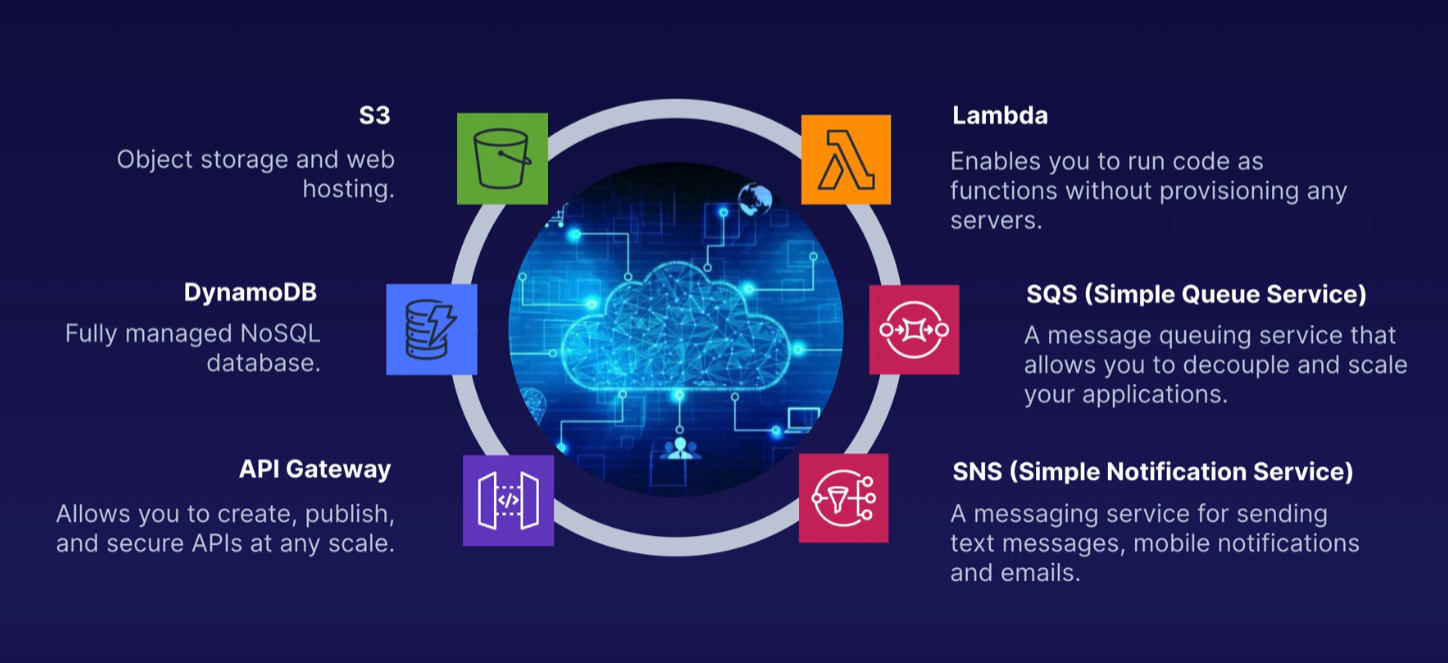 S3
Object storage and web
hosting.
Lambda
Enables you to run code as
functions without provisioning any
servers.
DynamoDB
Fully managed NoSQL
database.
SQS (Simple Queue Service)
A message queuing service that
allows you to decouple and scale
your applications.
API Gateway
Allows you to create, publish,
and secure APIs at any scale.
</>
SNS (Simple Notification Service)
A messaging service for sending
text messages, mobile notifications
and emails.